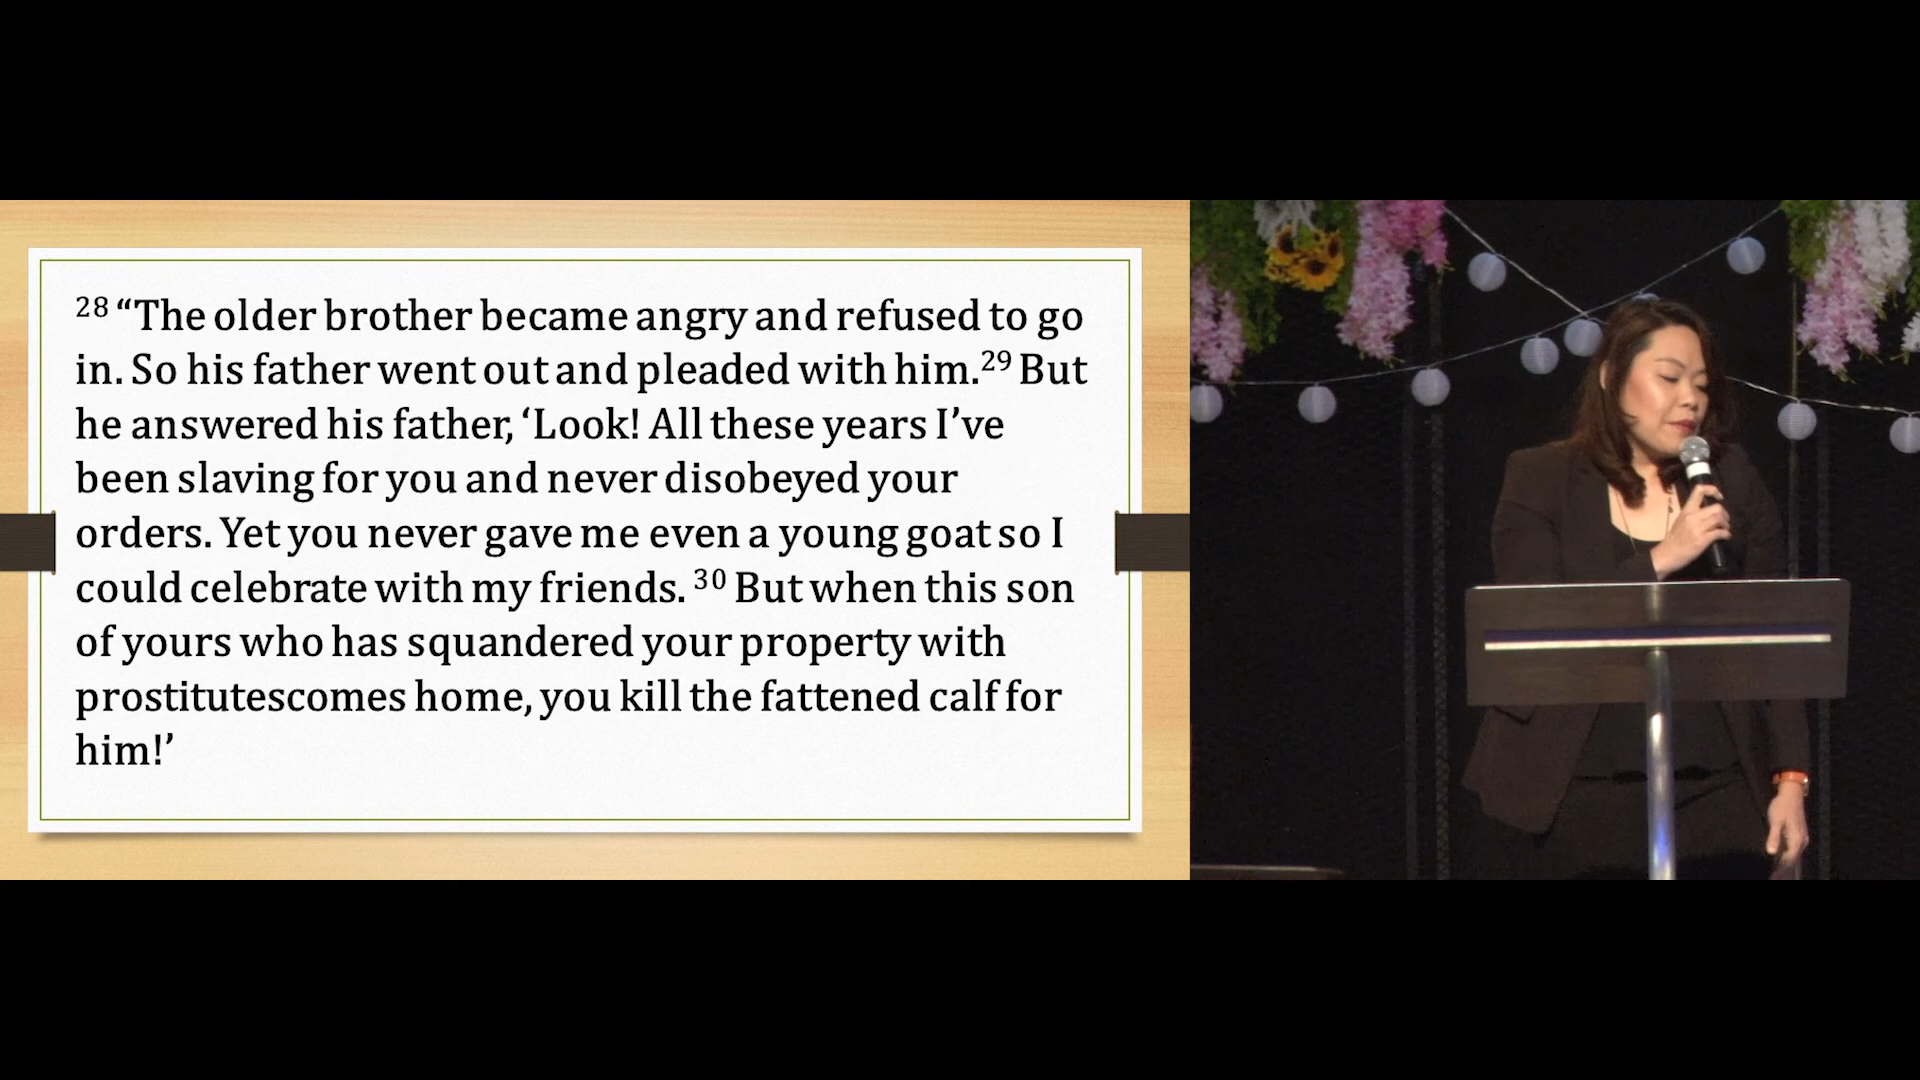 28 “The older brother became angry and refused to go
in. So his father went out and pleaded with him.29 But
he answered his father, ‘Look! All these years I’ve
been slaving for you and never disobeyed your
orders. Yet you never gave me even a young goat so I
could celebrate with my friends. 30 But when this son
of yours who has squandered your property with
prostitutescomes home, you kill the fattened calf for
him!’